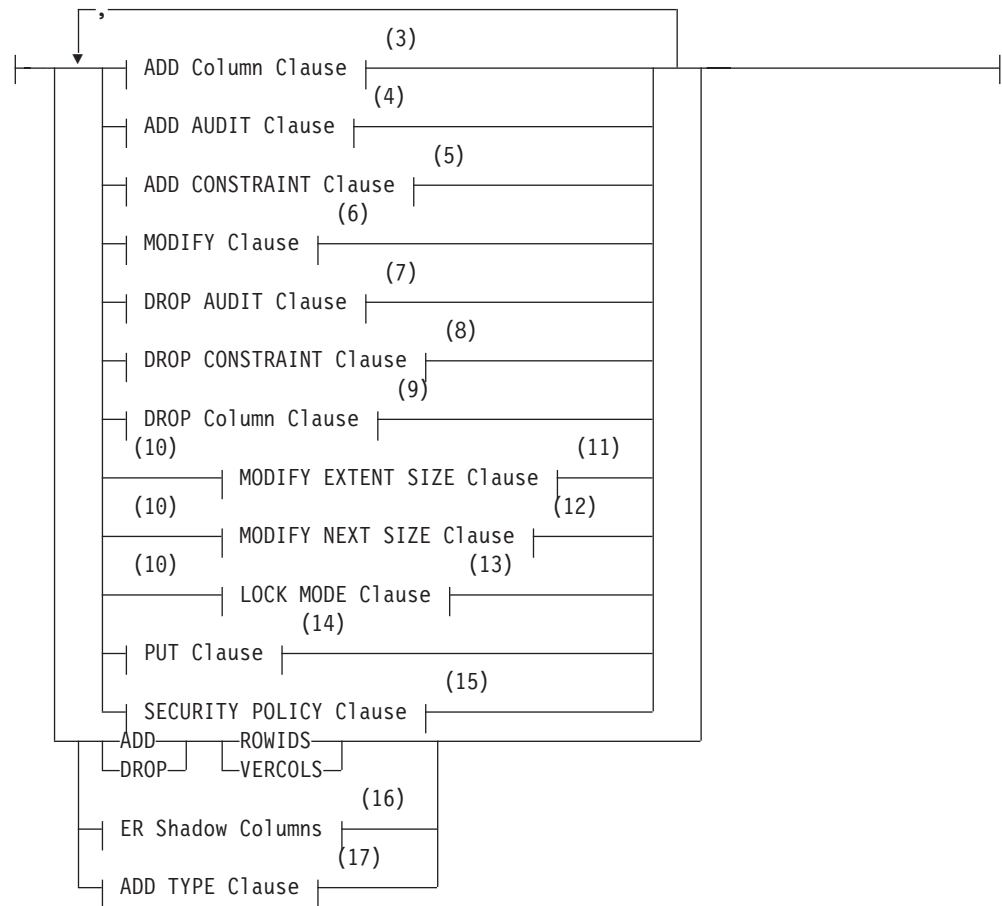 ,
(3)
ADD Column Clause
(4)
ADD AUDIT Clause
(5)
ADD CONSTRAINT Clause
(6)
MODIFY Clause
(7)
DROP AUDIT Clause
(8)
DROP CONSTRAINT Clause
(9)
DROP Column Clause
(10) (11)
MODIFY EXTENT SIZE Clause
(10) (12)
MODIFY NEXT SIZE Clause
(10) (13)
LOCK MODE Clause
(14)
PUT Clause
(15)
SECURITY POLICY Clause
ADD ROWIDS
DROP VERCOLS
(16)
ER Shadow Columns
(17)
ADD TYPE Clause